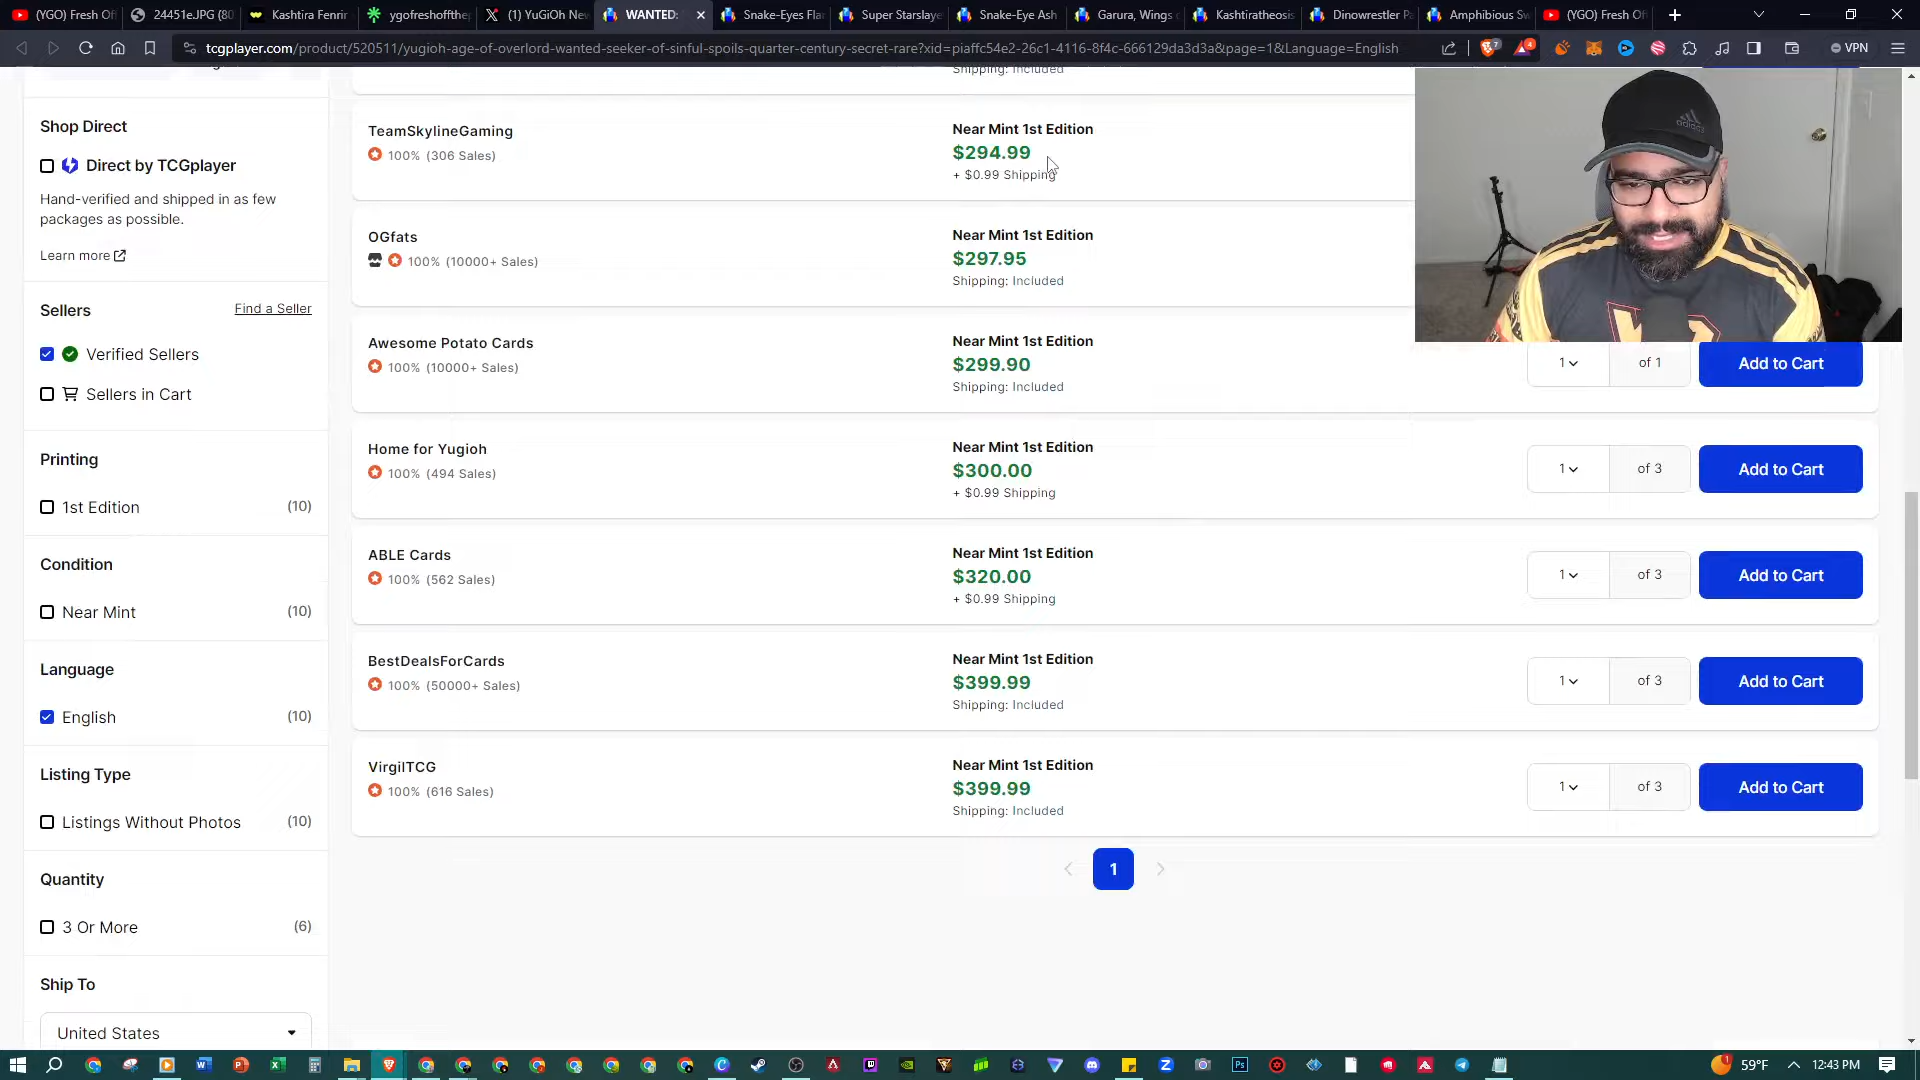 (YGO) Fresh Of
24451eJPG (80
Kashtira Fenrir
ygofreshoffthe
(1) YuGiOh New
WANTED:
Snake-Eyes Fla
Super Starslaye
Snake-Eye Ash
Garura, Wings o
Kashtiratheosis
Dinowrestler Pa
Amphibious Sw
(YGO) Fresh Of
tcgplayer.com/product/520511/yugioh-age-of-overlord-wanted-seeker-of-sinful-spoils-quarter-century-secret-rare?xid=piaffc54e2-26c1-4116-8f4c-666129da3d3a&page=1&Language=English
VPN
Shipping: Included
Shop Direct
Direct by TCGplayer
Hand-verified and shipped in as few
packages as possible.
Learn more
Sellers
Find a Seller
Verified Sellers
Sellers in Cart
Printing
1st Edition (10)
Condition
Near Mint (10)
Language
English (10)
Listing Type
Listings Without Photos (10)
Quantity
3 Or More (6)
Ship To
United States
TeamSkylineGaming
100% (306 Sales)
Near Mint 1st Edition
$294.99
+ $0.99 Shipping
OGfats
100% (10000+ Sales)
Near Mint 1st Edition
$297.95
Shipping: Included
Awesome Potato Cards
100% (10000+ Sales)
Near Mint 1st Edition
$299.90
Shipping: Included
1 of 1 Add to Cart
Home for Yugioh
100% (494 Sales)
Near Mint 1st Edition
$300.00
+ $0.99 Shipping
1 of 3 Add to Cart
ABLE Cards
100% (562 Sales)
Near Mint 1st Edition
$320.00
+ $0.99 Shipping
1 of 3 Add to Cart
BestDealsForCards
100% (50000+ Sales)
Near Mint 1st Edition
$399.99
Shipping: Included
1 of 3 Add to Cart
VirgilTCG
100% (616 Sales)
Near Mint 1st Edition
$399.99
Shipping: Included
1 of 3 Add to Cart
1
59°F
12:43 PM